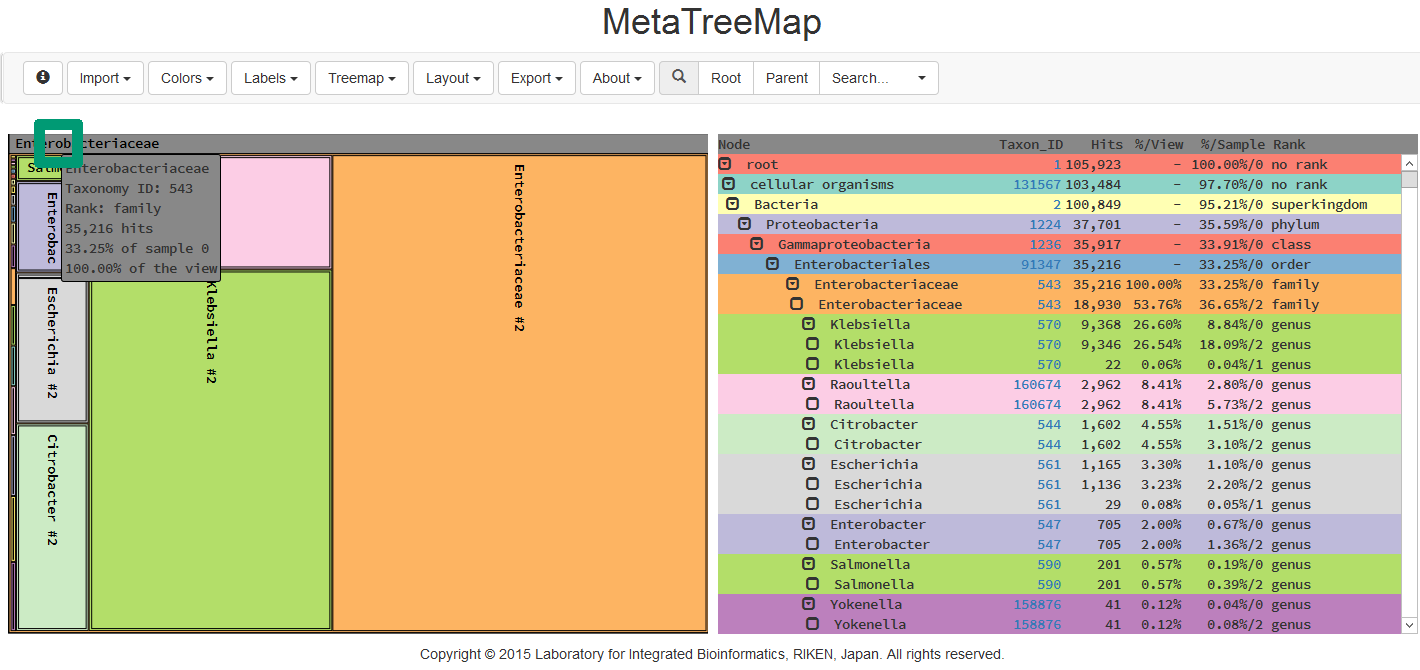 MetaTreeMap
Import Colors Labels Treemap Layout Export About Root Parent Search...
Enterobacteriaceae
Enterobacteriaceae
Taxonomy ID: 543
Rank: family
35,216 hits
33.25% of sample 0
100.00% of the view
Enterobac
Escherichia #2
Citrobacter #2
Klebsiella #2
Enterobacteriaceae #2
Node Taxon_ID Hits %/View %/Sample Rank
root 1 105,923 – 100.00%/0 no rank
cellular organisms 131567 103,484 – 97.70%/0 no rank
Bacteria 2 100,849 – 95.21%/0 superkingdom
Proteobacteria 1224 37,701 – 35.59%/0 phylum
Gammaproteobacteria 1236 35,917 – 33.91%/0 class
Enterobacteriales 91347 35,216 – 33.25%/0 order
Enterobacteriaceae 543 35,216 100.00% 33.25%/0 family
Enterobacteriaceae 543 18,930 53.76% 36.65%/2 family
Klebsiella 570 9,368 26.60% 8.84%/0 genus
Klebsiella 570 9,346 26.54% 18.09%/2 genus
Klebsiella 570 22 0.06% 0.04%/1 genus
Raoultella 160674 2,962 8.41% 2.80%/0 genus
Raoultella 160674 2,962 8.41% 5.73%/2 genus
Citrobacter 544 1,602 4.55% 1.51%/0 genus
Citrobacter 544 1,602 4.55% 3.10%/2 genus
Escherichia 561 1,165 3.30% 1.10%/0 genus
Escherichia 561 1,136 3.23% 2.20%/2 genus
Escherichia 561 29 0.08% 0.05%/1 genus
Enterobacter 547 705 2.00% 0.67%/0 genus
Enterobacter 547 705 2.00% 1.36%/2 genus
Salmonella 590 201 0.57% 0.19%/0 genus
Salmonella 590 201 0.57% 0.39%/2 genus
Yokenella 158876 41 0.12% 0.04%/0 genus
Yokenella 158876 41 0.12% 0.08%/2 genus
Copyright © 2015 Laboratory for Integrated Bioinformatics, RIKEN, Japan. All rights reserved.